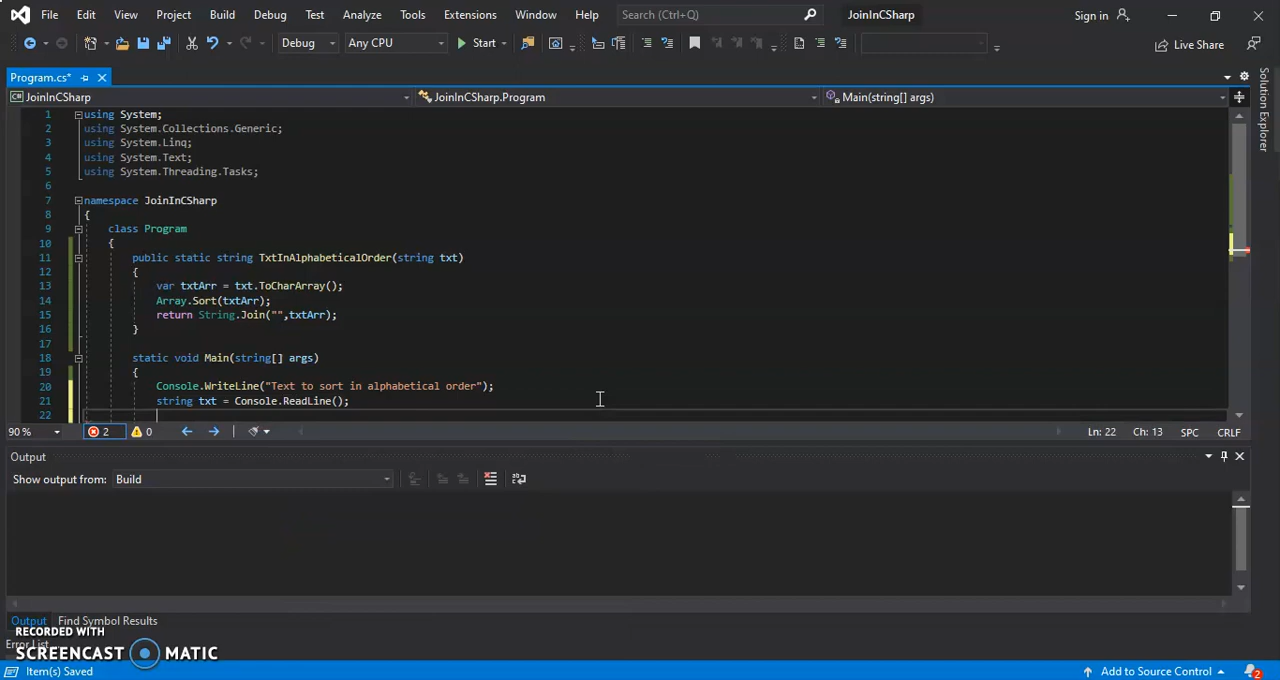 File Edit View Project Build Debug Test Analyze Tools Extensions Window Help Search (Ctrl+Q) JoinInCSharp Sign in
Debug Any CPU Start Live Share
Program.cs*
JoinInCSharp JoinInCSharp.Program Main(string[] args)
Solution Explorer
1 using System;
2 using System.Collections.Generic;
3 using System.Linq;
4 using System.Text;
5 using System.Threading.Tasks;
6
7 namespace JoinInCSharp
8 {
9 class Program
10 {
11 public static string TxtInAlphabeticalOrder(string txt)
12 {
13 var txtArr = txt.ToCharArray();
14 Array.Sort(txtArr);
15 return String.Join("",txtArr);
16 }
17
18 static void Main(string[] args)
19 {
20 Console.WriteLine("Text to sort in alphabetical order");
21 string txt = Console.ReadLine();
22
90 % 2 0 Ln: 22 Ch: 13 SPC CRLF
Output
Show output from: Build
Output Find Symbol Results
RECORDED WITH
Error List
SCREENCAST MATIC
Item(s) Saved Add to Source Control 2